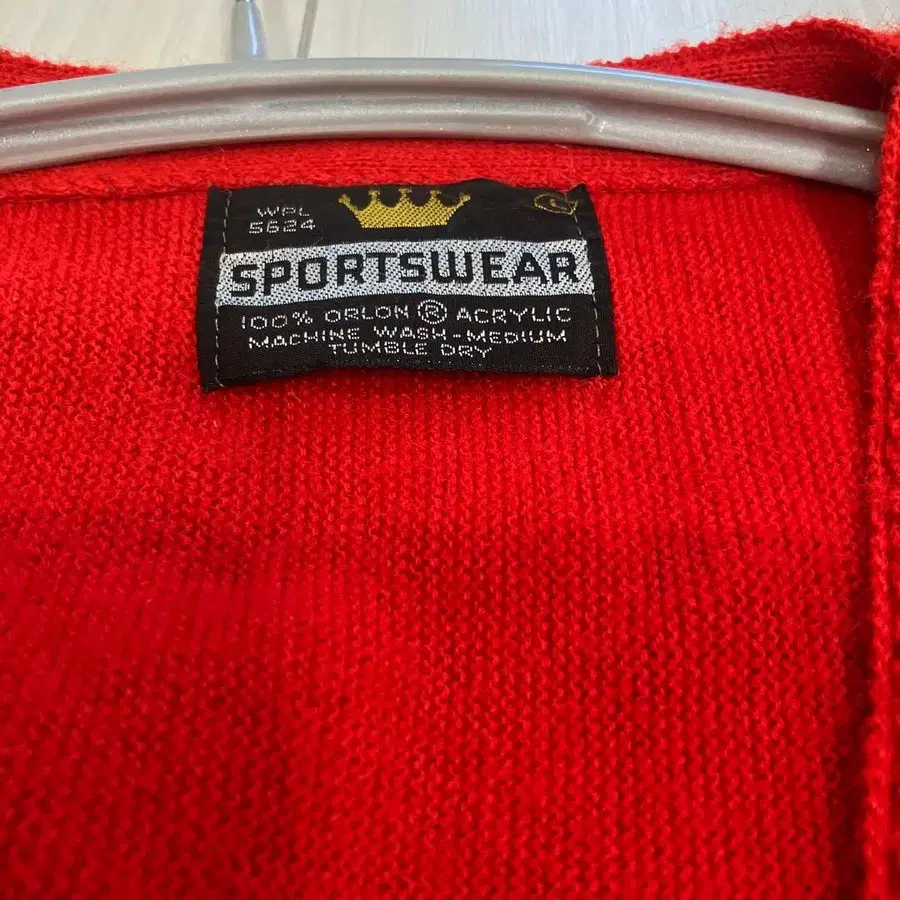 WPL
5624
SPORTSWEAR
100% ORLON ® ACRYLIC
MACHINE WASH-MEDIUM
TUMBLE DRY